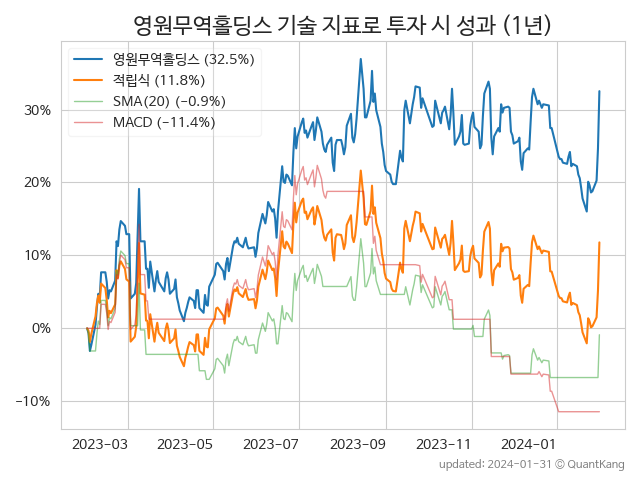 영원무역홀딩스 기술 지표로 투자 시 성과 (1년)
영원무역홀딩스 (32.5%)
적립식 (11.8%)
SMA(20) (−0.9%)
MACD (−11.4%)
30%
20%
10%
0%
−10%
2023-03 2023-05 2023-07 2023-09 2023-11 2024-01
updated: 2024-01-31 © QuantKang